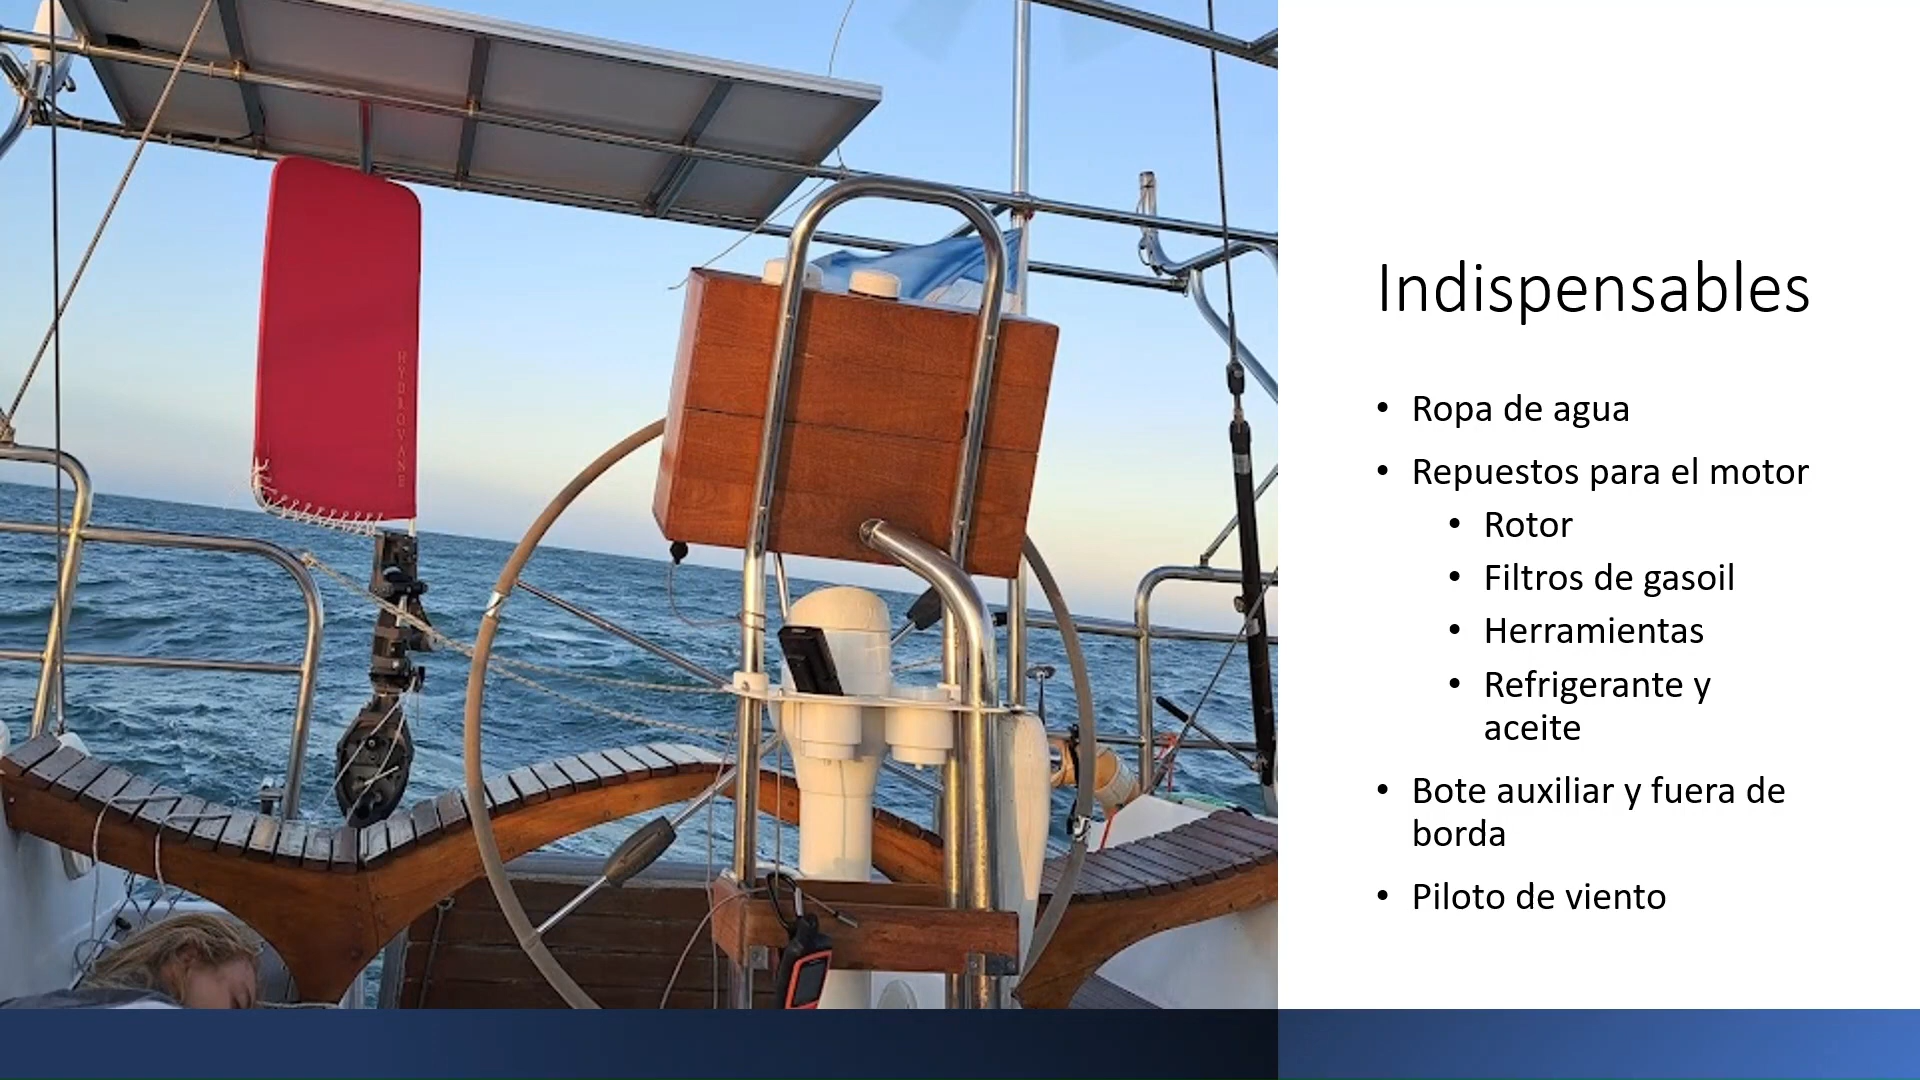 HYDROVANE
Indispensables
• Ropa de agua
• Repuestos para el motor
• Rotor
• Filtros de gasoil
• Herramientas
• Refrigerante y
aceite
• Bote auxiliar y fuera de
borda
• Piloto de viento